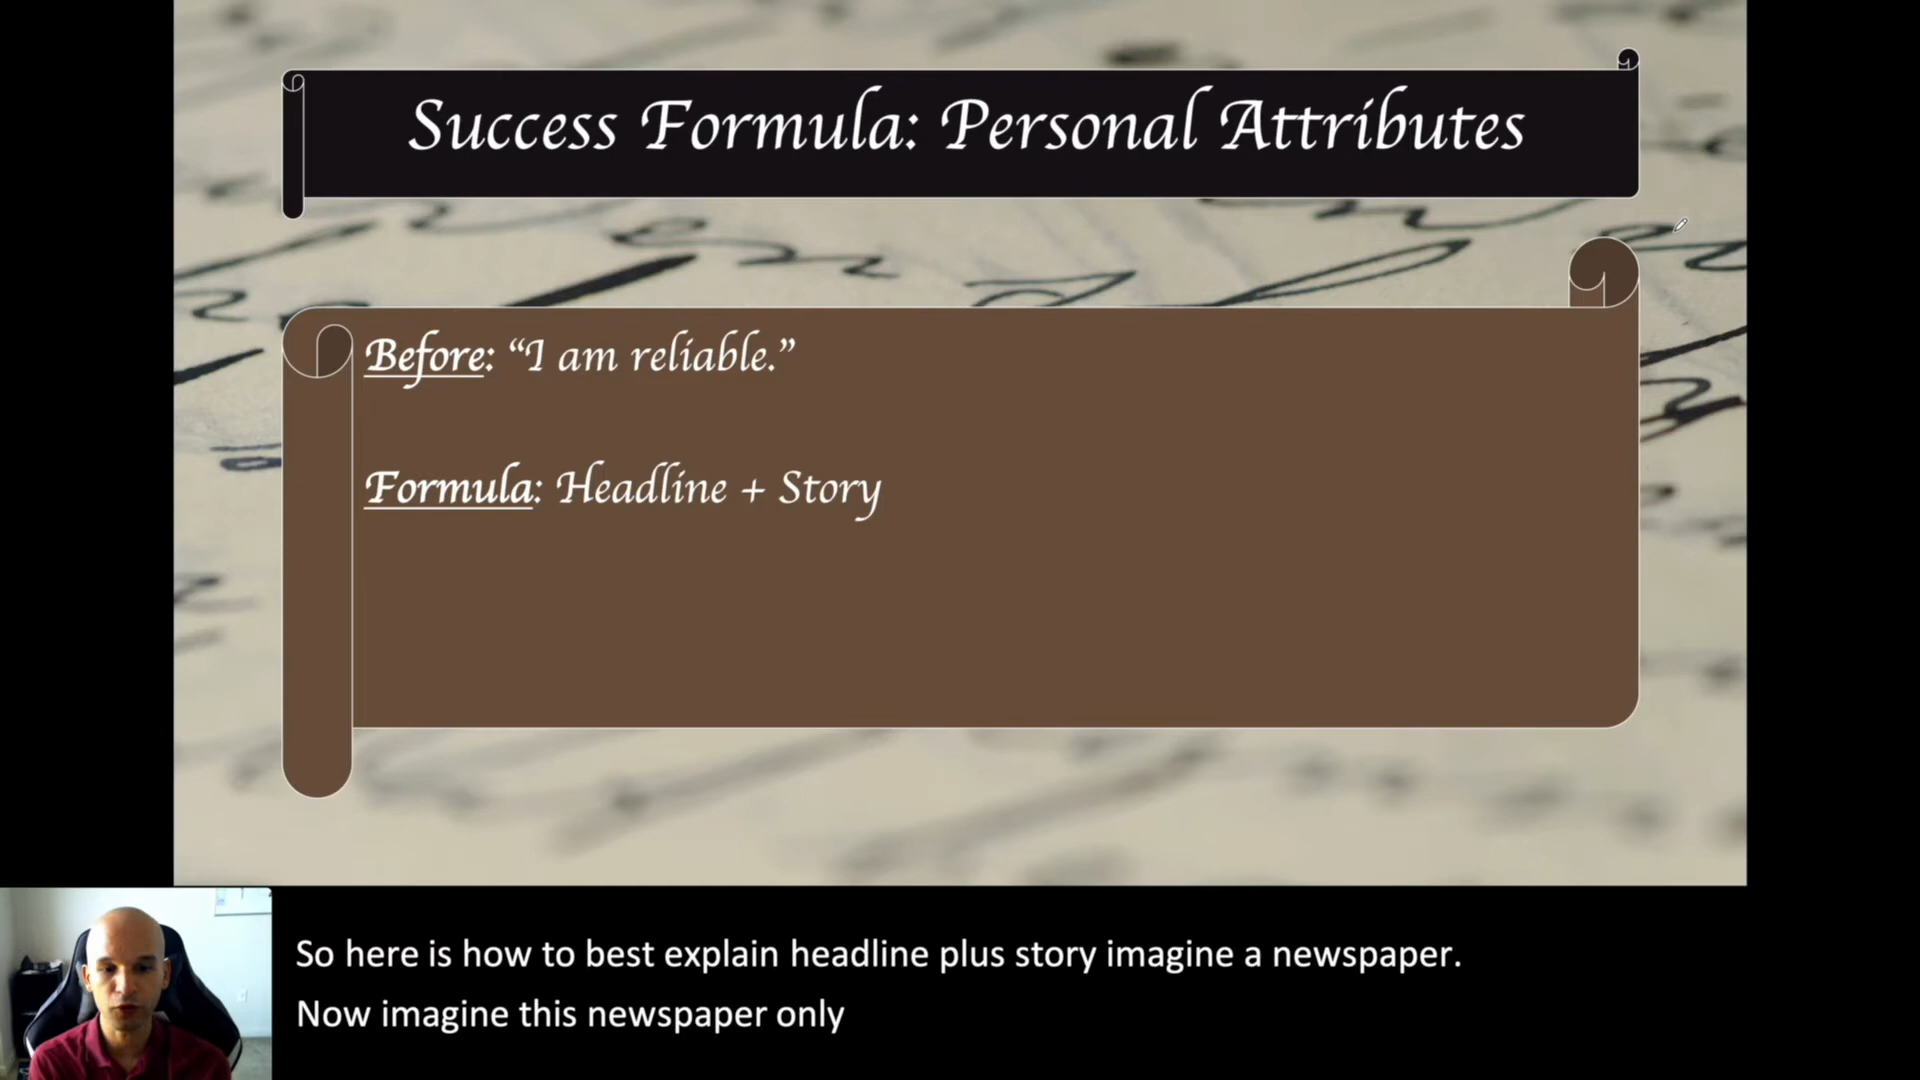 Success Formula: Personal Attributes
Before: “I am reliable.”
Formula: Headline + Story
So here is how to best explain headline plus story imagine a newspaper.
Now imagine this newspaper only